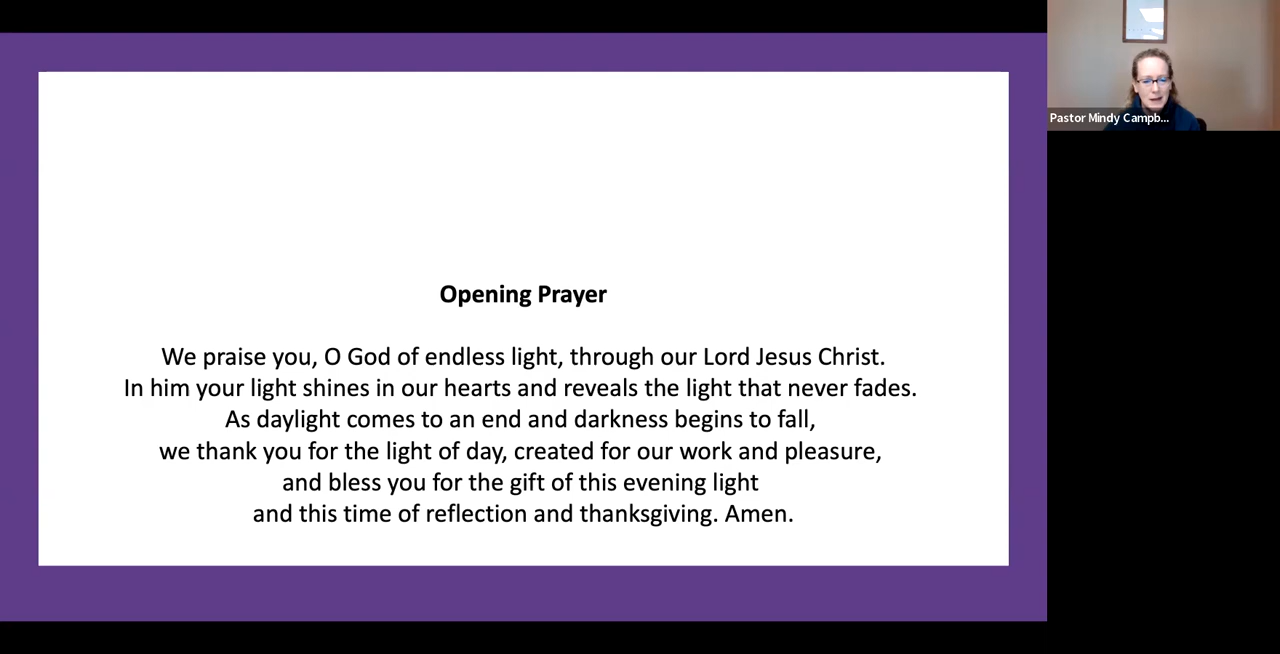 Opening Prayer
We praise you, O God of endless light, through our Lord Jesus Christ.
In him your light shines in our hearts and reveals the light that never fades.
As daylight comes to an end and darkness begins to fall,
we thank you for the light of day, created for our work and pleasure,
and bless you for the gift of this evening light
and this time of reflection and thanksgiving. Amen.
Pastor Mindy Campb...